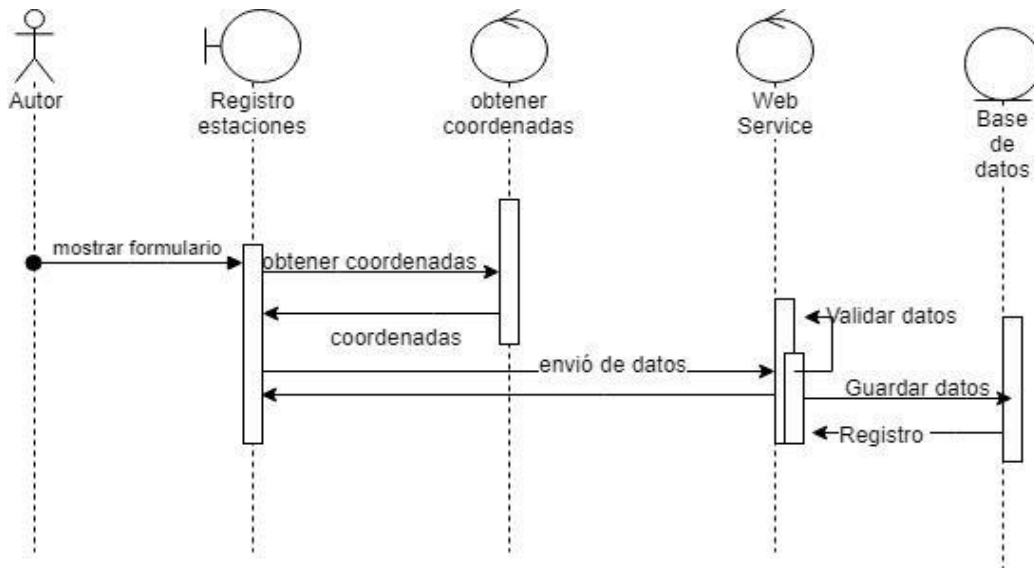 Autor
Registro
estaciones
obtener
coordenadas
Web
Service
Base
de
datos
mostrar formulario
obtener coordenadas
coordenadas
Validar datos
envió de datos
Guardar datos
Registro